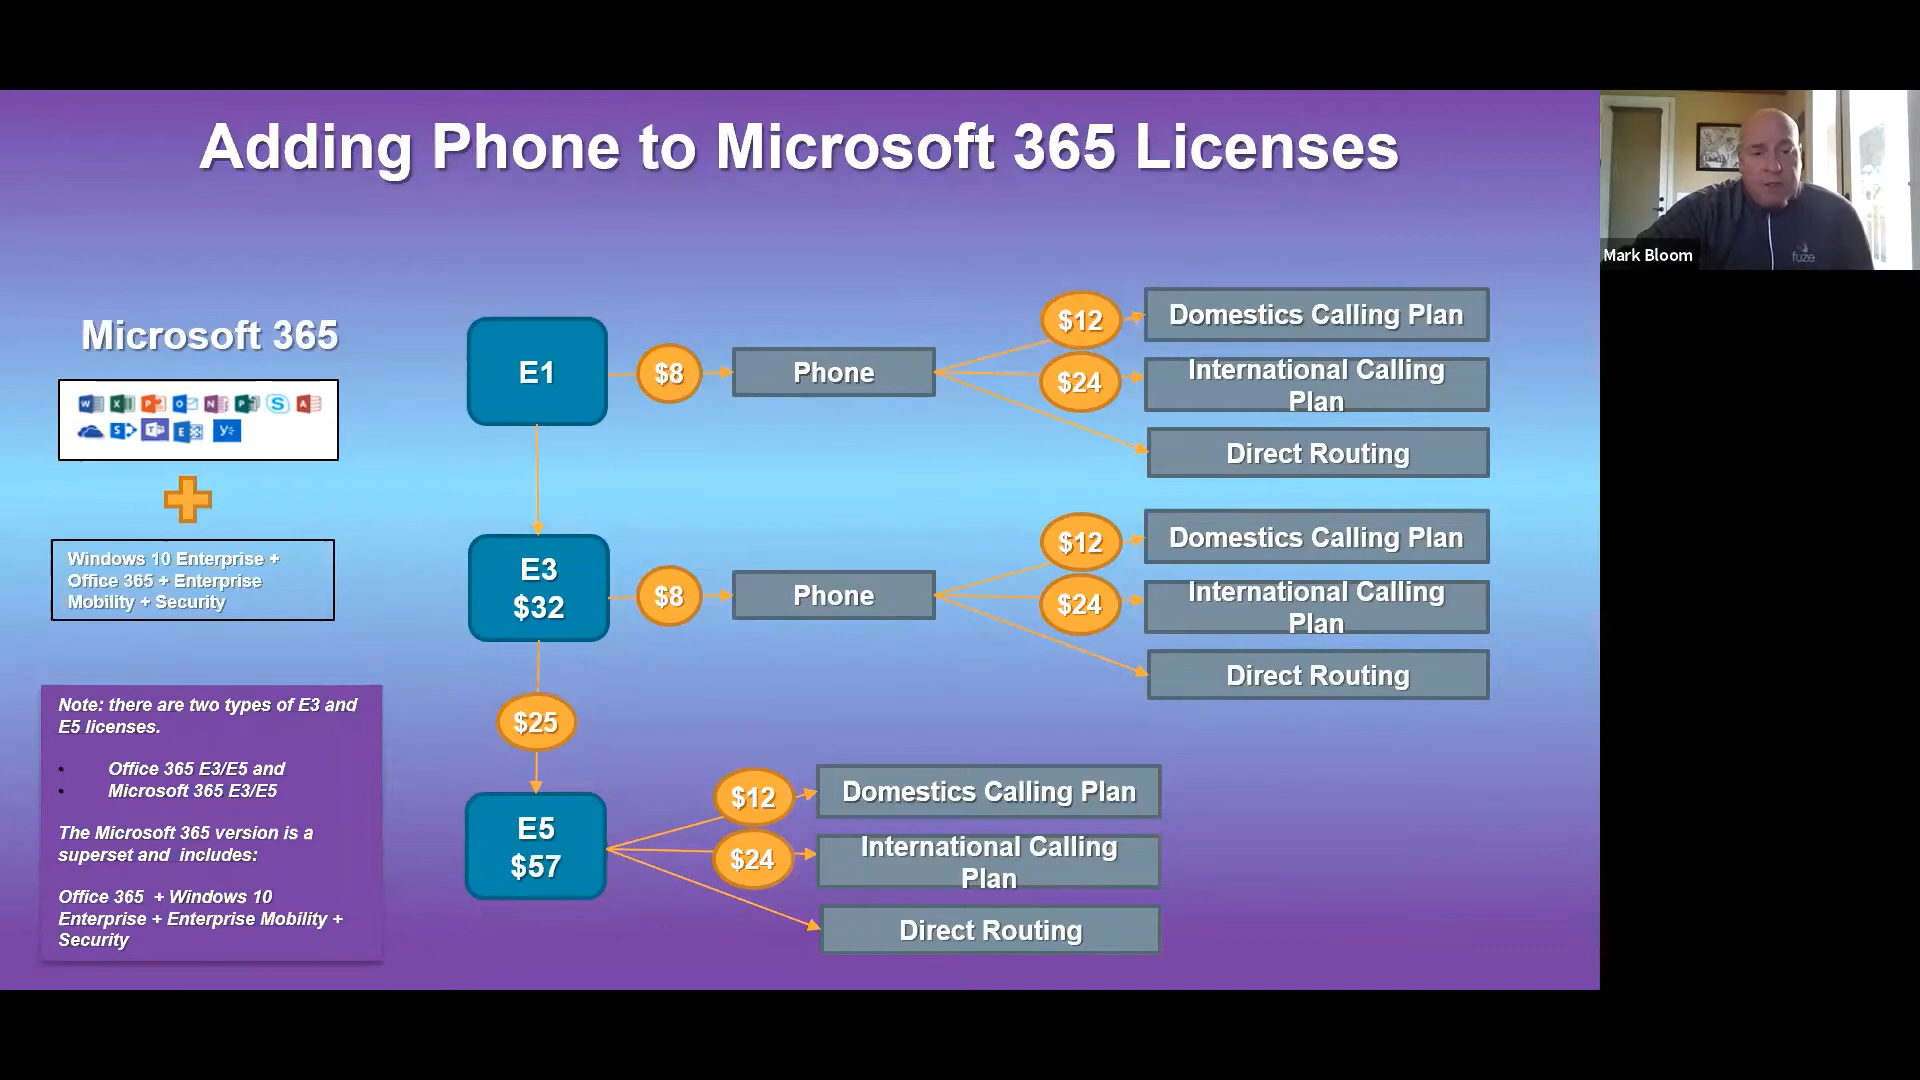 Adding Phone to Microsoft 365 Licenses
Mark Bloom
fuze
Microsoft 365
Windows 10 Enterprise +
Office 365 + Enterprise
Mobility + Security
Note: there are two types of E3 and
E5 licenses.
• Office 365 E3/E5 and
• Microsoft 365 E3/E5
The Microsoft 365 version is a
superset and includes:
Office 365 + Windows 10
Enterprise + Enterprise Mobility +
Security
E1
$8
Phone
$12
Domestics Calling Plan
$24
International Calling
Plan
Direct Routing
E3
$32
$8
Phone
$12
Domestics Calling Plan
$24
International Calling
Plan
Direct Routing
$25
E5
$57
$12
Domestics Calling Plan
$24
International Calling
Plan
Direct Routing